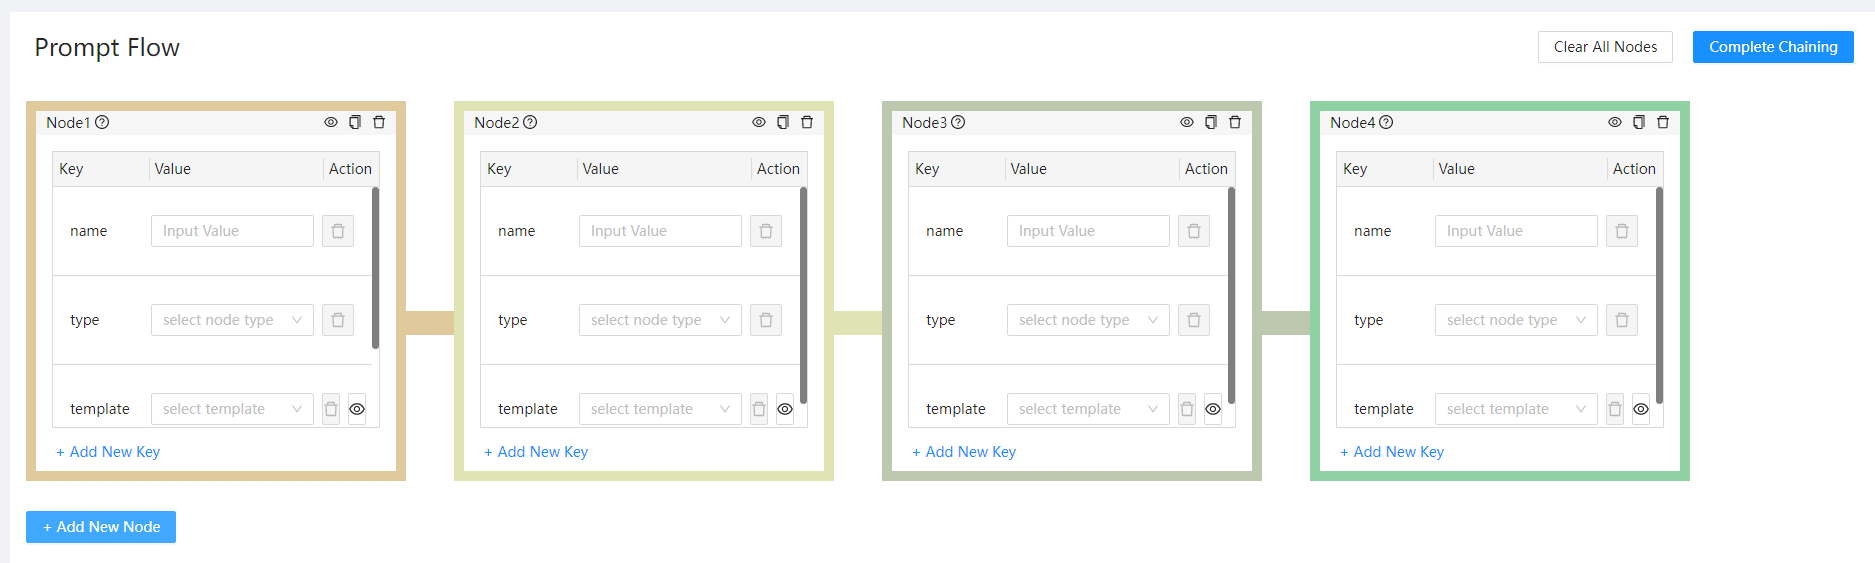 Prompt Flow
Clear All Nodes
Complete Chaining
Node1
Key Value Action
name Input Value
type select node type
template select template
+ Add New Key
Node2
Key Value Action
name Input Value
type select node type
template select template
+ Add New Key
Node3
Key Value Action
name Input Value
type select node type
template select template
+ Add New Key
Node4
Key Value Action
name Input Value
type select node type
template select template
+ Add New Key
+ Add New Node